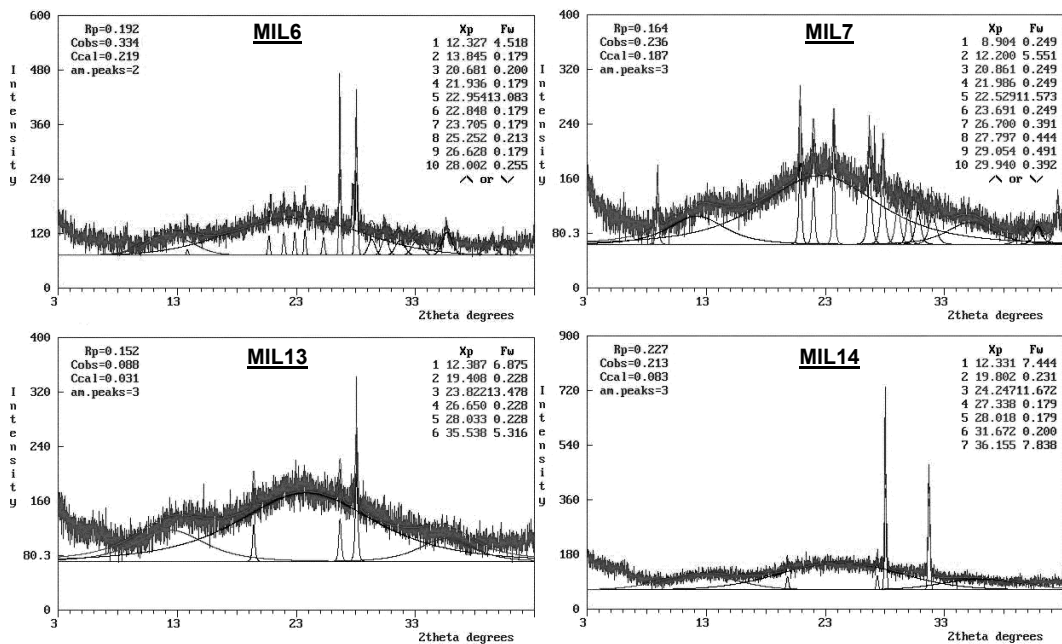 MIL6
Rp=0.192
Cobs=0.334
Ccal=0.219
am.peaks=2
Xp Fw
1 12.327 4.518
2 13.845 0.179
3 20.681 0.200
4 21.936 0.179
5 22.95413.083
6 22.848 0.179
7 23.705 0.179
8 25.252 0.213
9 26.628 0.179
10 28.002 0.255
or
600
480
360
240
120
0
Intensity
3 13 23 33
2theta degrees
MIL7
Rp=0.164
Cobs=0.236
Ccal=0.187
am.peaks=3
Xp Fw
1 8.904 0.249
2 12.200 5.551
3 20.861 0.249
4 21.986 0.249
5 22.52911.573
6 23.691 0.249
7 26.700 0.391
8 27.797 0.444
9 29.054 0.491
10 29.940 0.392
or
400
320
240
160
80.3
0
Intensity
3 13 23 33
2theta degrees
MIL13
Rp=0.152
Cobs=0.088
Ccal=0.031
am.peaks=3
Xp Fw
1 12.387 6.875
2 19.408 0.228
3 23.82213.478
4 26.650 0.228
5 28.033 0.228
6 35.538 5.316
400
320
240
160
80.3
0
Intensity
3 13 23 33
2theta degrees
MIL14
Rp=0.227
Cobs=0.213
Ccal=0.083
am.peaks=3
Xp Fw
1 12.331 7.444
2 19.802 0.231
3 24.24711.672
4 27.338 0.179
5 28.018 0.179
6 31.672 0.200
7 36.155 7.838
900
720
540
360
180
0
Intensity
3 13 23 33
2theta degrees